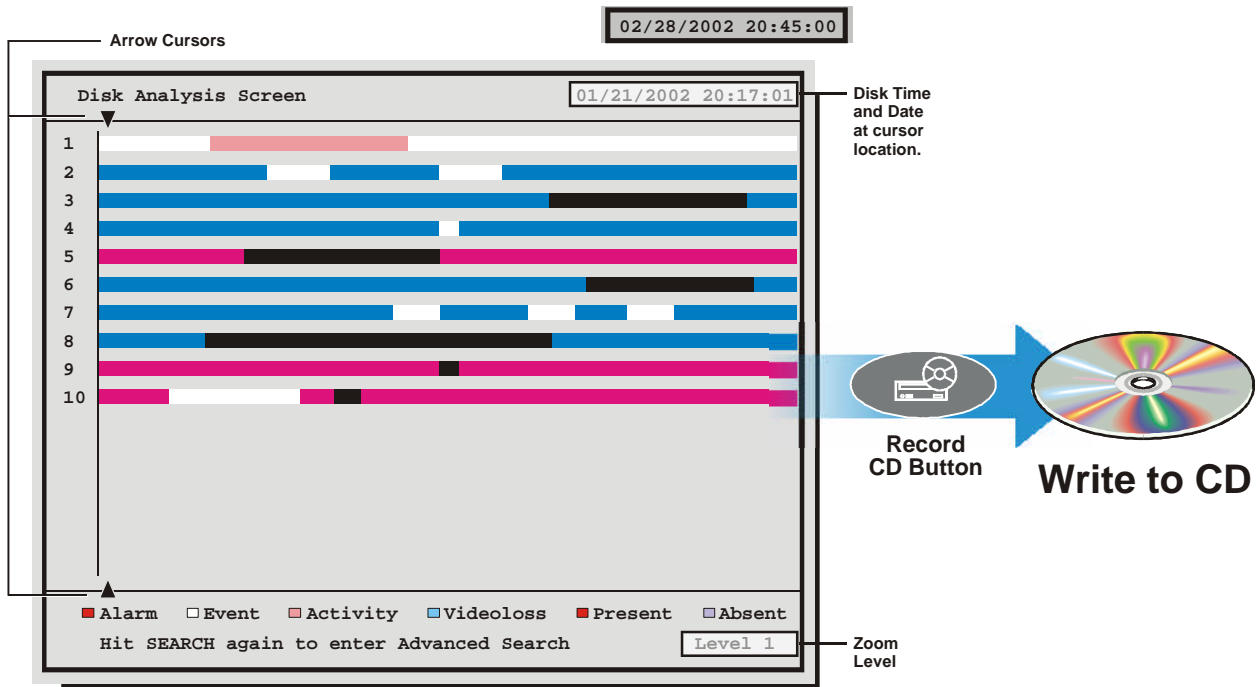 02/28/2002 20:45:00
Arrow Cursors
Disk Analysis Screen
01/21/2002 20:17:01
Disk Time
and Date
at cursor
location.
1
2
3
4
5
6
7
8
9
10
Record
CD Button
Write to CD
Alarm Event Activity Videoloss Present Absent
Hit SEARCH again to enter Advanced Search
Level 1
Zoom
Level